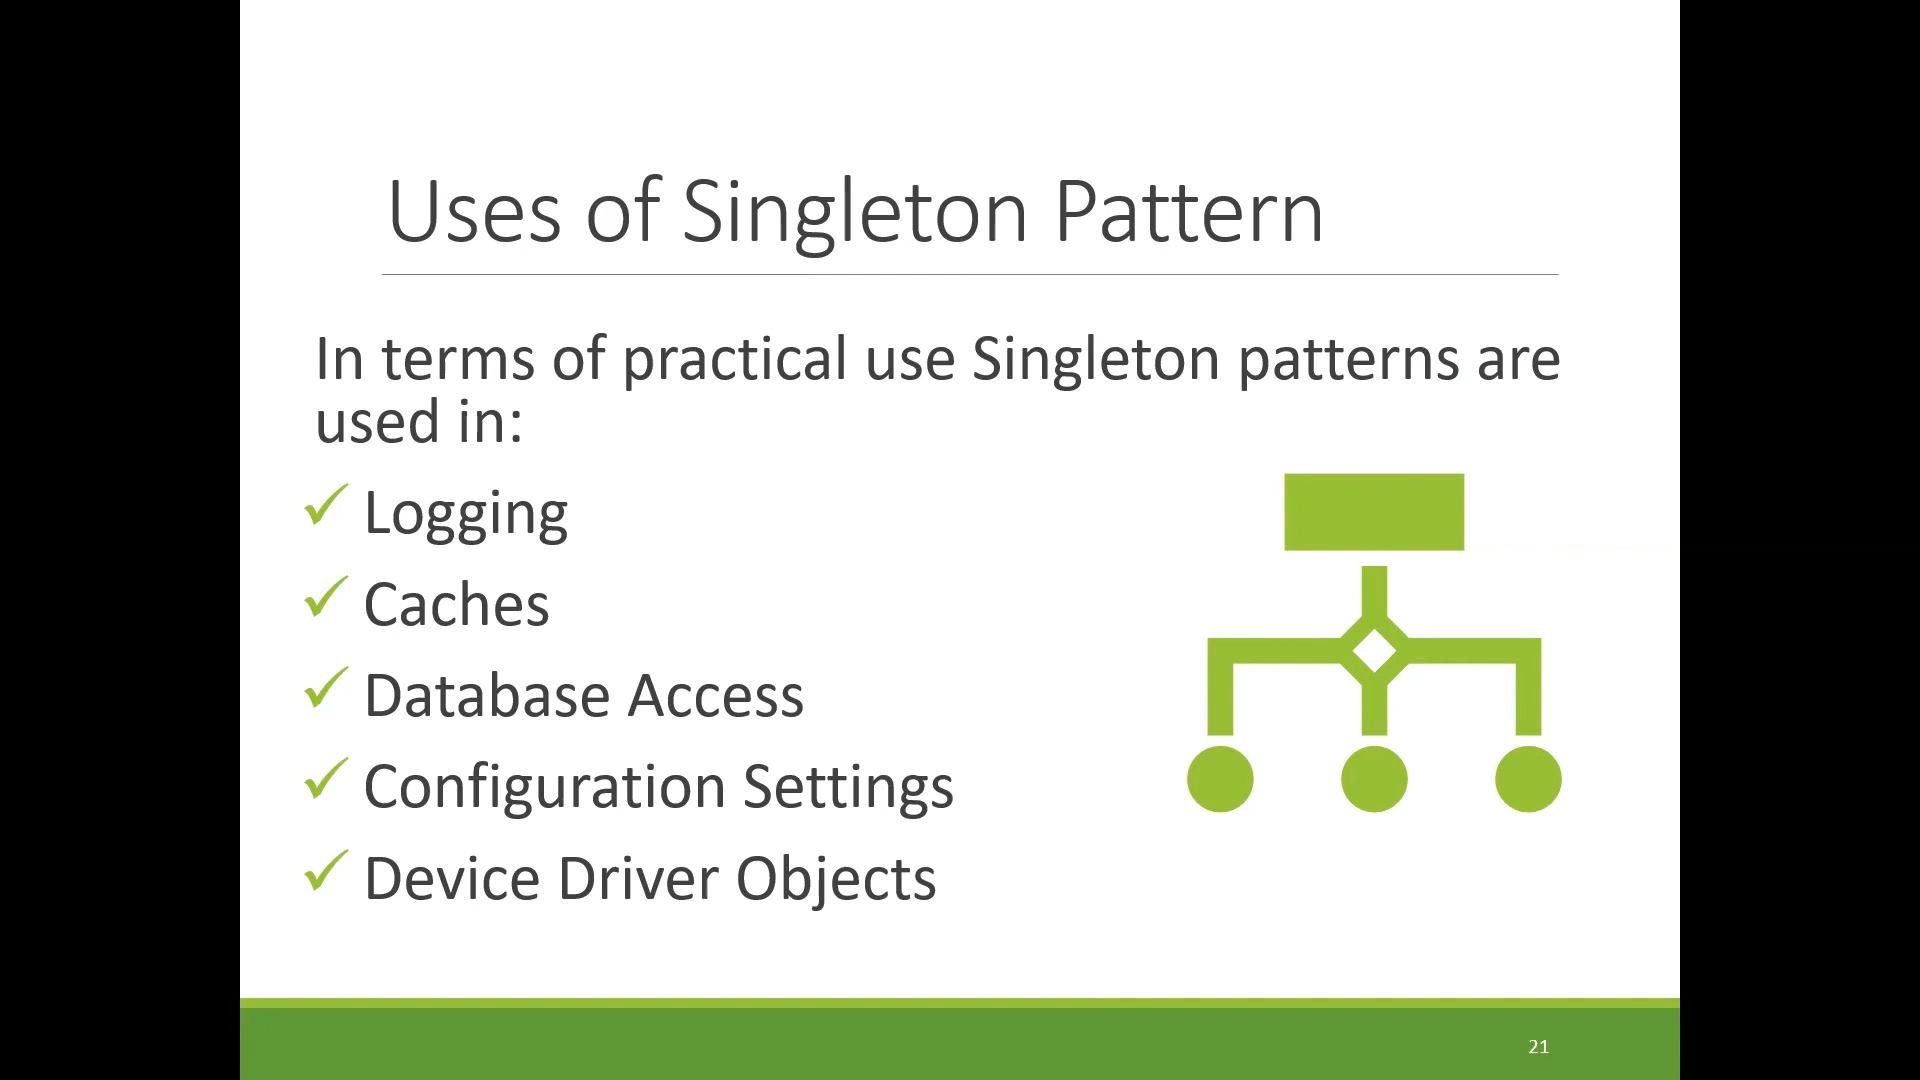 Uses of Singleton Pattern
In terms of practical use Singleton patterns are
used in:
Logging
Caches
Database Access
Configuration Settings
Device Driver Objects
21